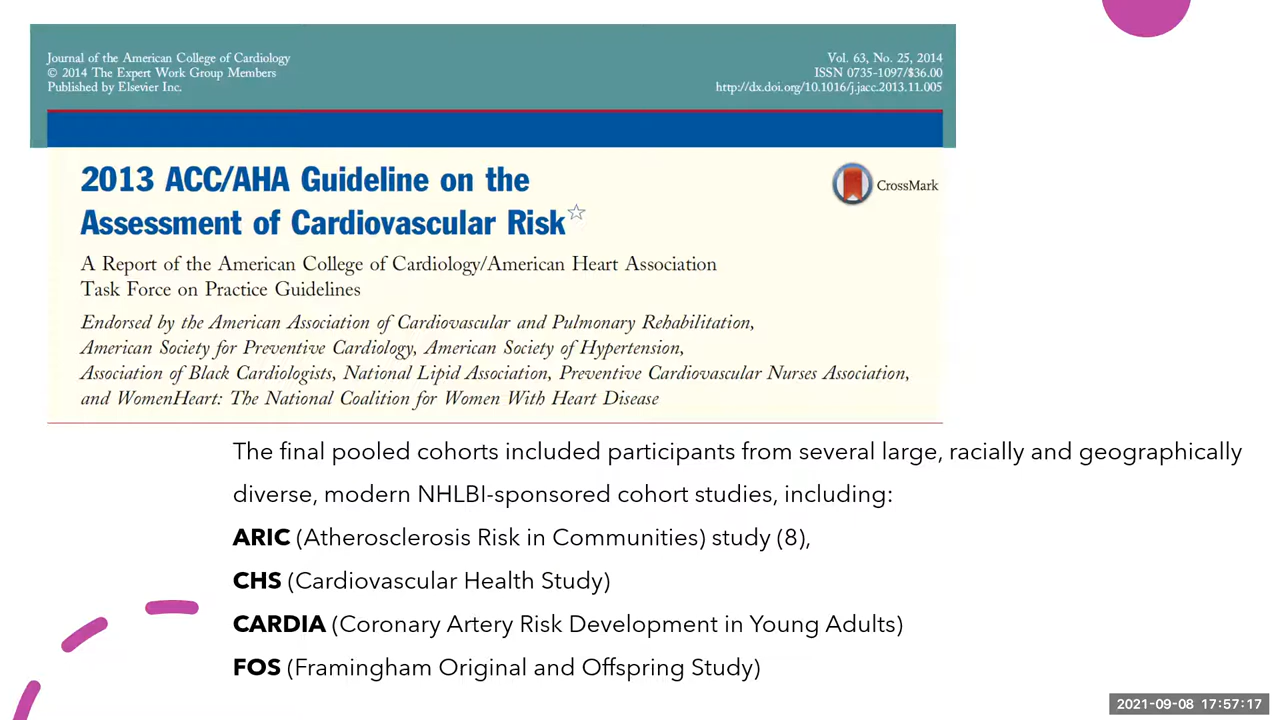 Journal of the American College of Cardiology
© 2014 The Expert Work Group Members
Published by Elsevier Inc.
Vol. 63, No. 25, 2014
ISSN 0735-1097/$36.00
http://dx.doi.org/10.1016/j.jacc.2013.11.005
2013 ACC/AHA Guideline on the
Assessment of Cardiovascular Risk☆
CrossMark
A Report of the American College of Cardiology/American Heart Association
Task Force on Practice Guidelines
Endorsed by the American Association of Cardiovascular and Pulmonary Rehabilitation,
American Society for Preventive Cardiology, American Society of Hypertension,
Association of Black Cardiologists, National Lipid Association, Preventive Cardiovascular Nurses Association,
and WomenHeart: The National Coalition for Women With Heart Disease
The final pooled cohorts included participants from several large, racially and geographically
diverse, modern NHLBI-sponsored cohort studies, including:
ARIC (Atherosclerosis Risk in Communities) study (8),
CHS (Cardiovascular Health Study)
CARDIA (Coronary Artery Risk Development in Young Adults)
FOS (Framingham Original and Offspring Study)
2021-09-08 17:57:17